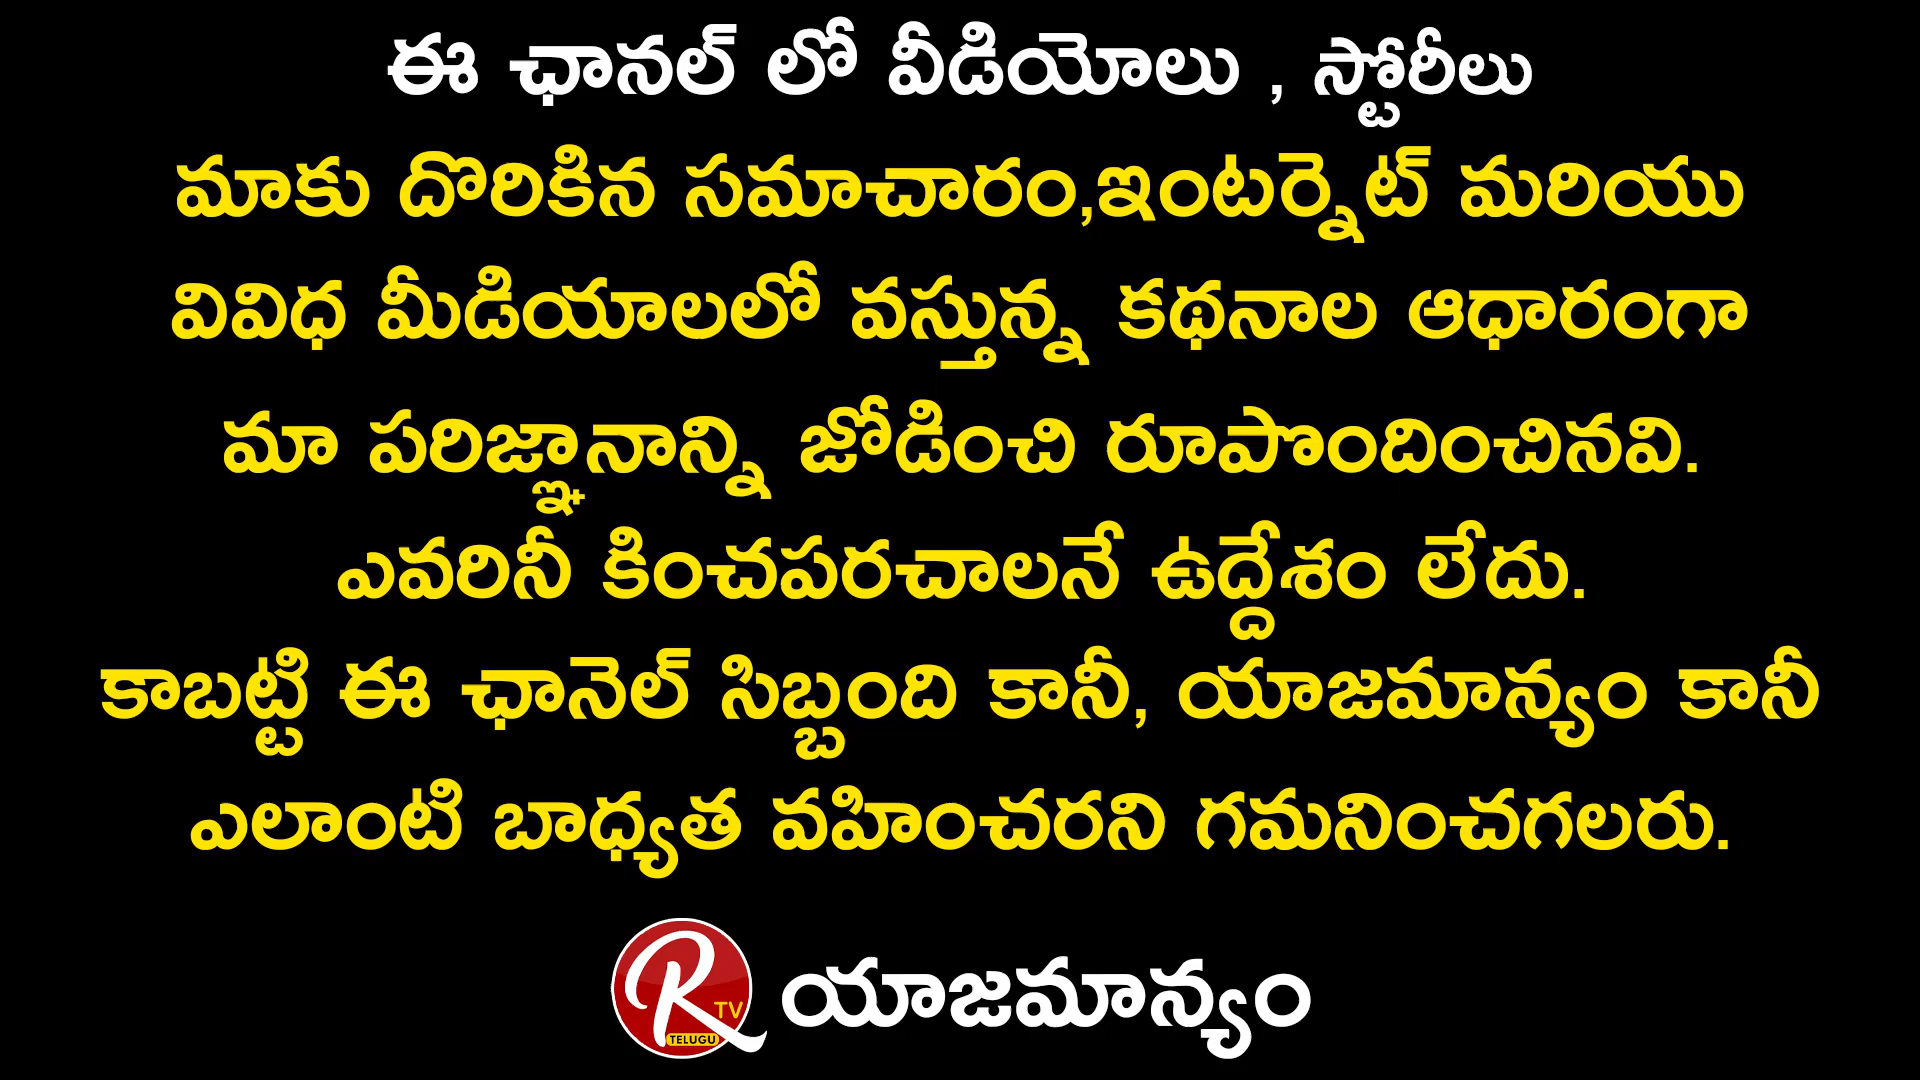 ఈ ఛానల్ లో వీడియోలు , స్టోరీలు
మాకు దొరికిన సమాచారం,ఇంటర్నెట్ మరియు
వివిధ మీడియాలలో వస్తున్న కథనాల ఆధారంగా
మా పరిజ్ఞానాన్ని జోడించి రూపొందించినవి.
ఎవరినీ కించపరచాలనే ఉద్దేశం లేదు.
కాబట్టి ఈ ఛానెల్ సిబ్బంది కానీ, యాజమాన్యం కానీ
ఎలాంటి బాధ్యత వహించరని గమనించగలరు.
R TV TELUGU యాజమాన్యం